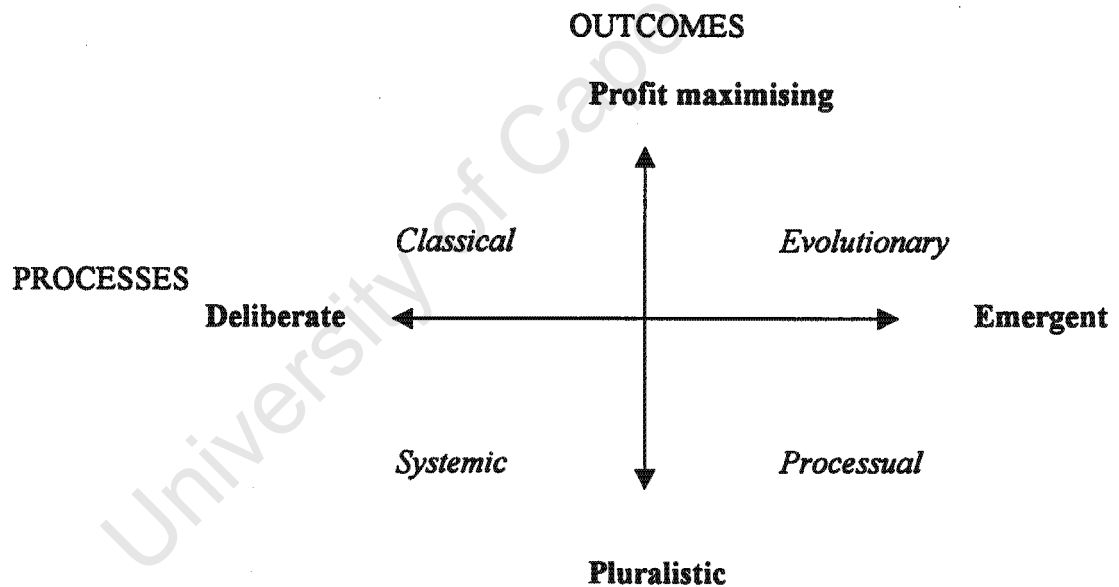 OUTCOMES
Profit maximising
Classical Evolutionary
PROCESSES
Deliberate Emergent
Systemic Processual
Pluralistic
University of Cape